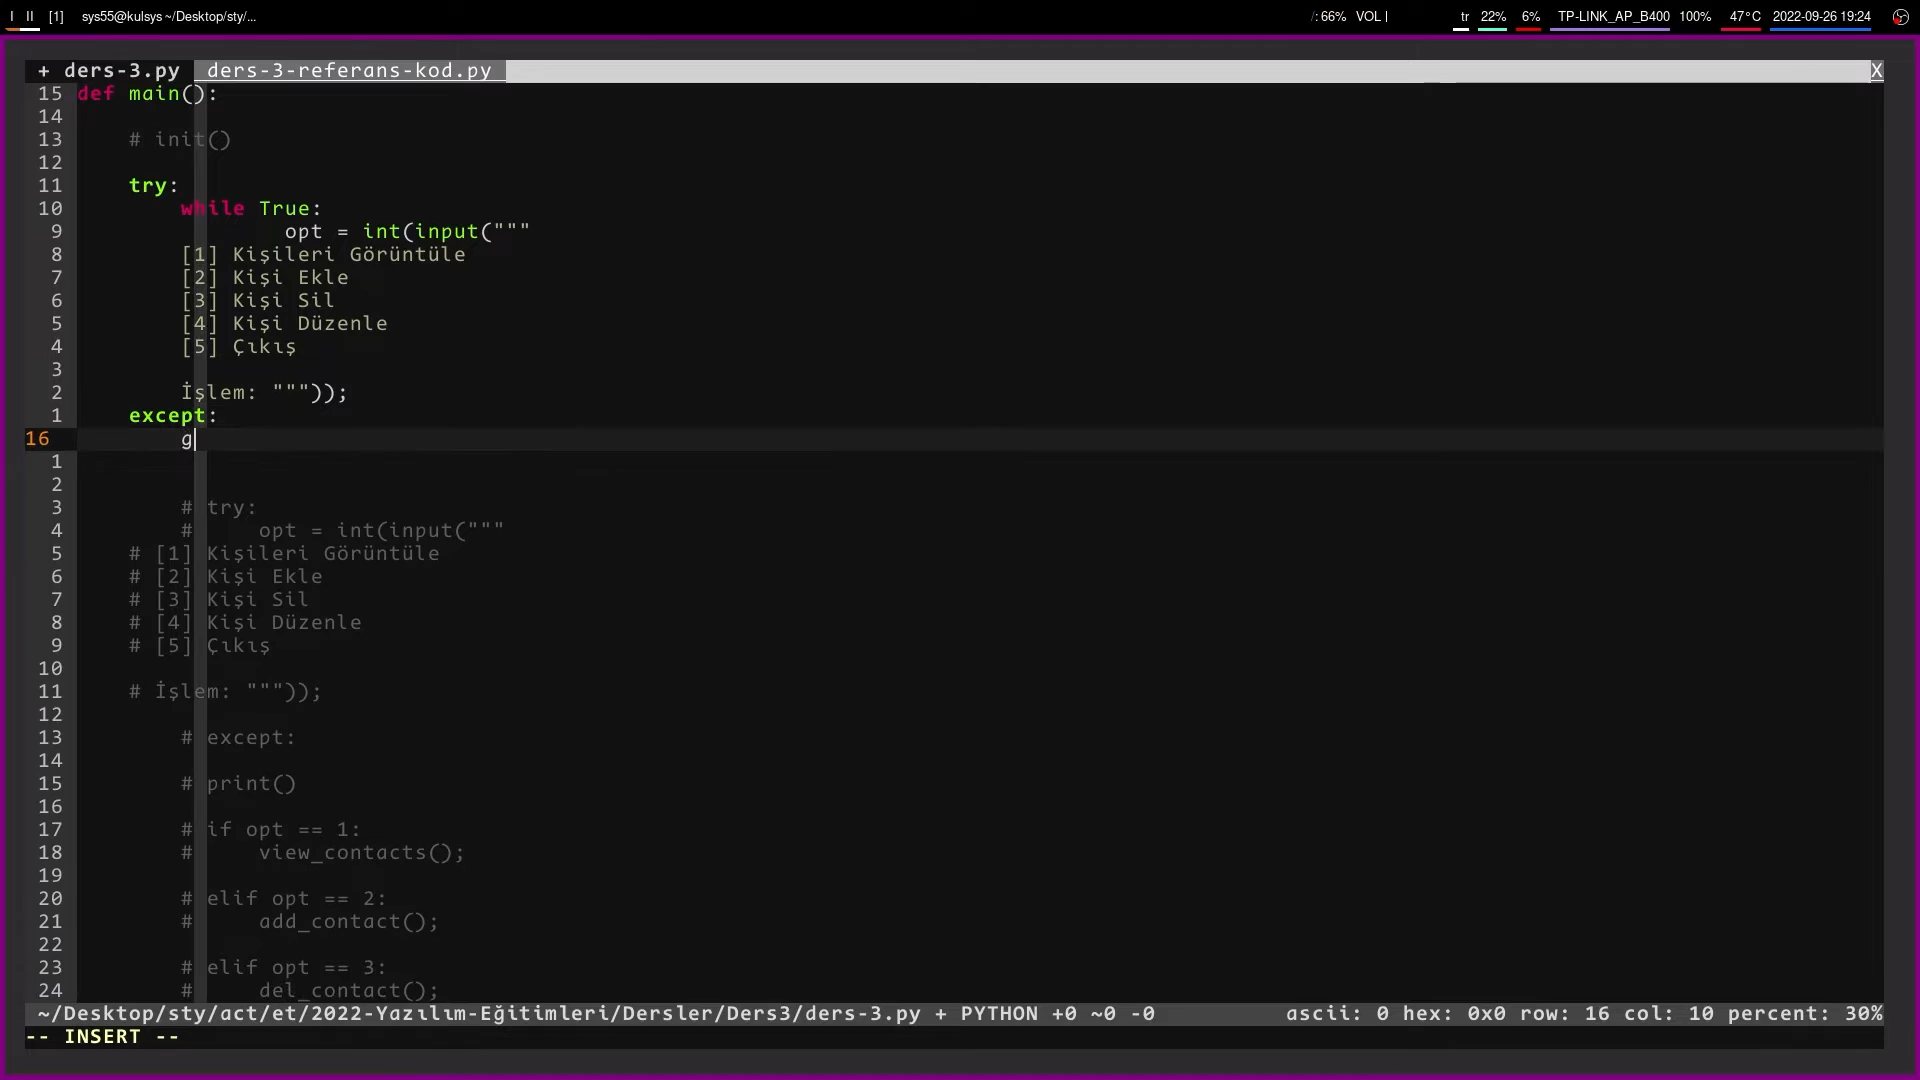 I II [1] sys55@kulsys ~/Desktop/sty/... /: 66% VOL | tr 22% 6% TP-LINK_AP_B400 100% 47°C 2022-09-26 19:24
+ ders-3.py ders-3-referans-kod.py X
15 def main():
14
13 # init()
12
11 try:
10 while True:
9 opt = int(input("""
8 [1] Kişileri Görüntüle
7 [2] Kişi Ekle
6 [3] Kişi Sil
5 [4] Kişi Düzenle
4 [5] Çıkış
3
2 İşlem: """));
1 except:
16 g
1
2
3 # try:
4 # opt = int(input("""
5 # [1] Kişileri Görüntüle
6 # [2] Kişi Ekle
7 # [3] Kişi Sil
8 # [4] Kişi Düzenle
9 # [5] Çıkış
10
11 # İşlem: """));
12
13 # except:
14
15 # print()
16
17 # if opt == 1:
18 # view_contacts();
19
20 # elif opt == 2:
21 # add_contact();
22
23 # elif opt == 3:
24 # del_contact();
~/Desktop/sty/act/et/2022-Yazılım-Eğitimleri/Dersler/Ders3/ders-3.py + PYTHON +0 ~0 -0 ascii: 0 hex: 0x0 row: 16 col: 10 percent: 30%
-- INSERT --